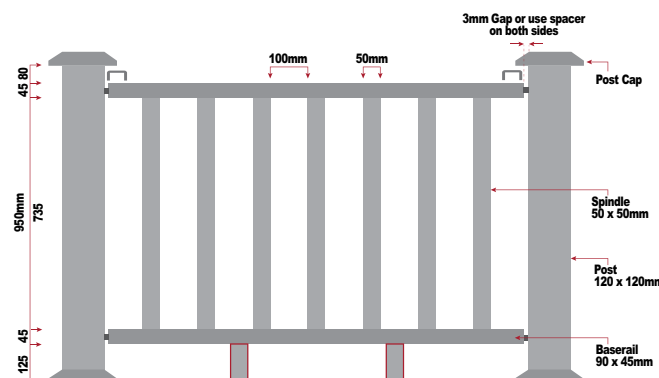 3mm Gap or use spacer
on both sides
100mm
50mm
Post Cap
80
45
950mm
735
Spindle
50 x 50mm
Post
120 x 120mm
45
125
Baserail
90 x 45mm